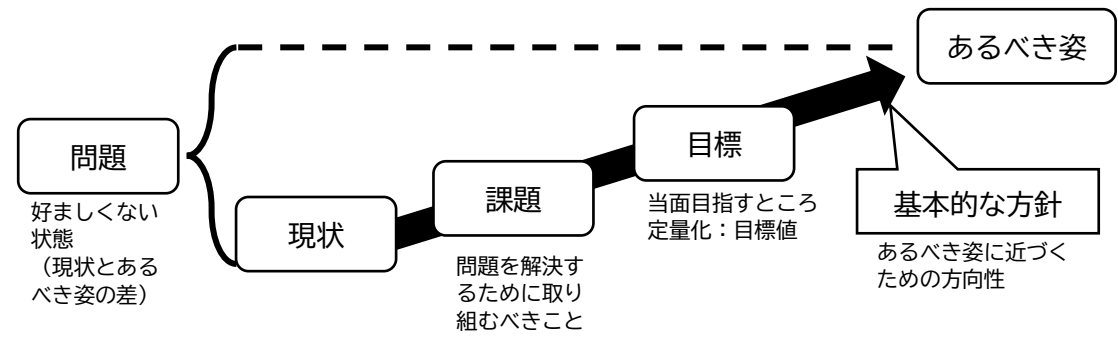 あるべき姿
問題
好ましくない
状態
（現状とある
べき姿の差）
現状
課題
問題を解決す
るために取り
組むべきこと
目標
当面目指すところ
定量化：目標値
基本的な方針
あるべき姿に近づく
ための方向性